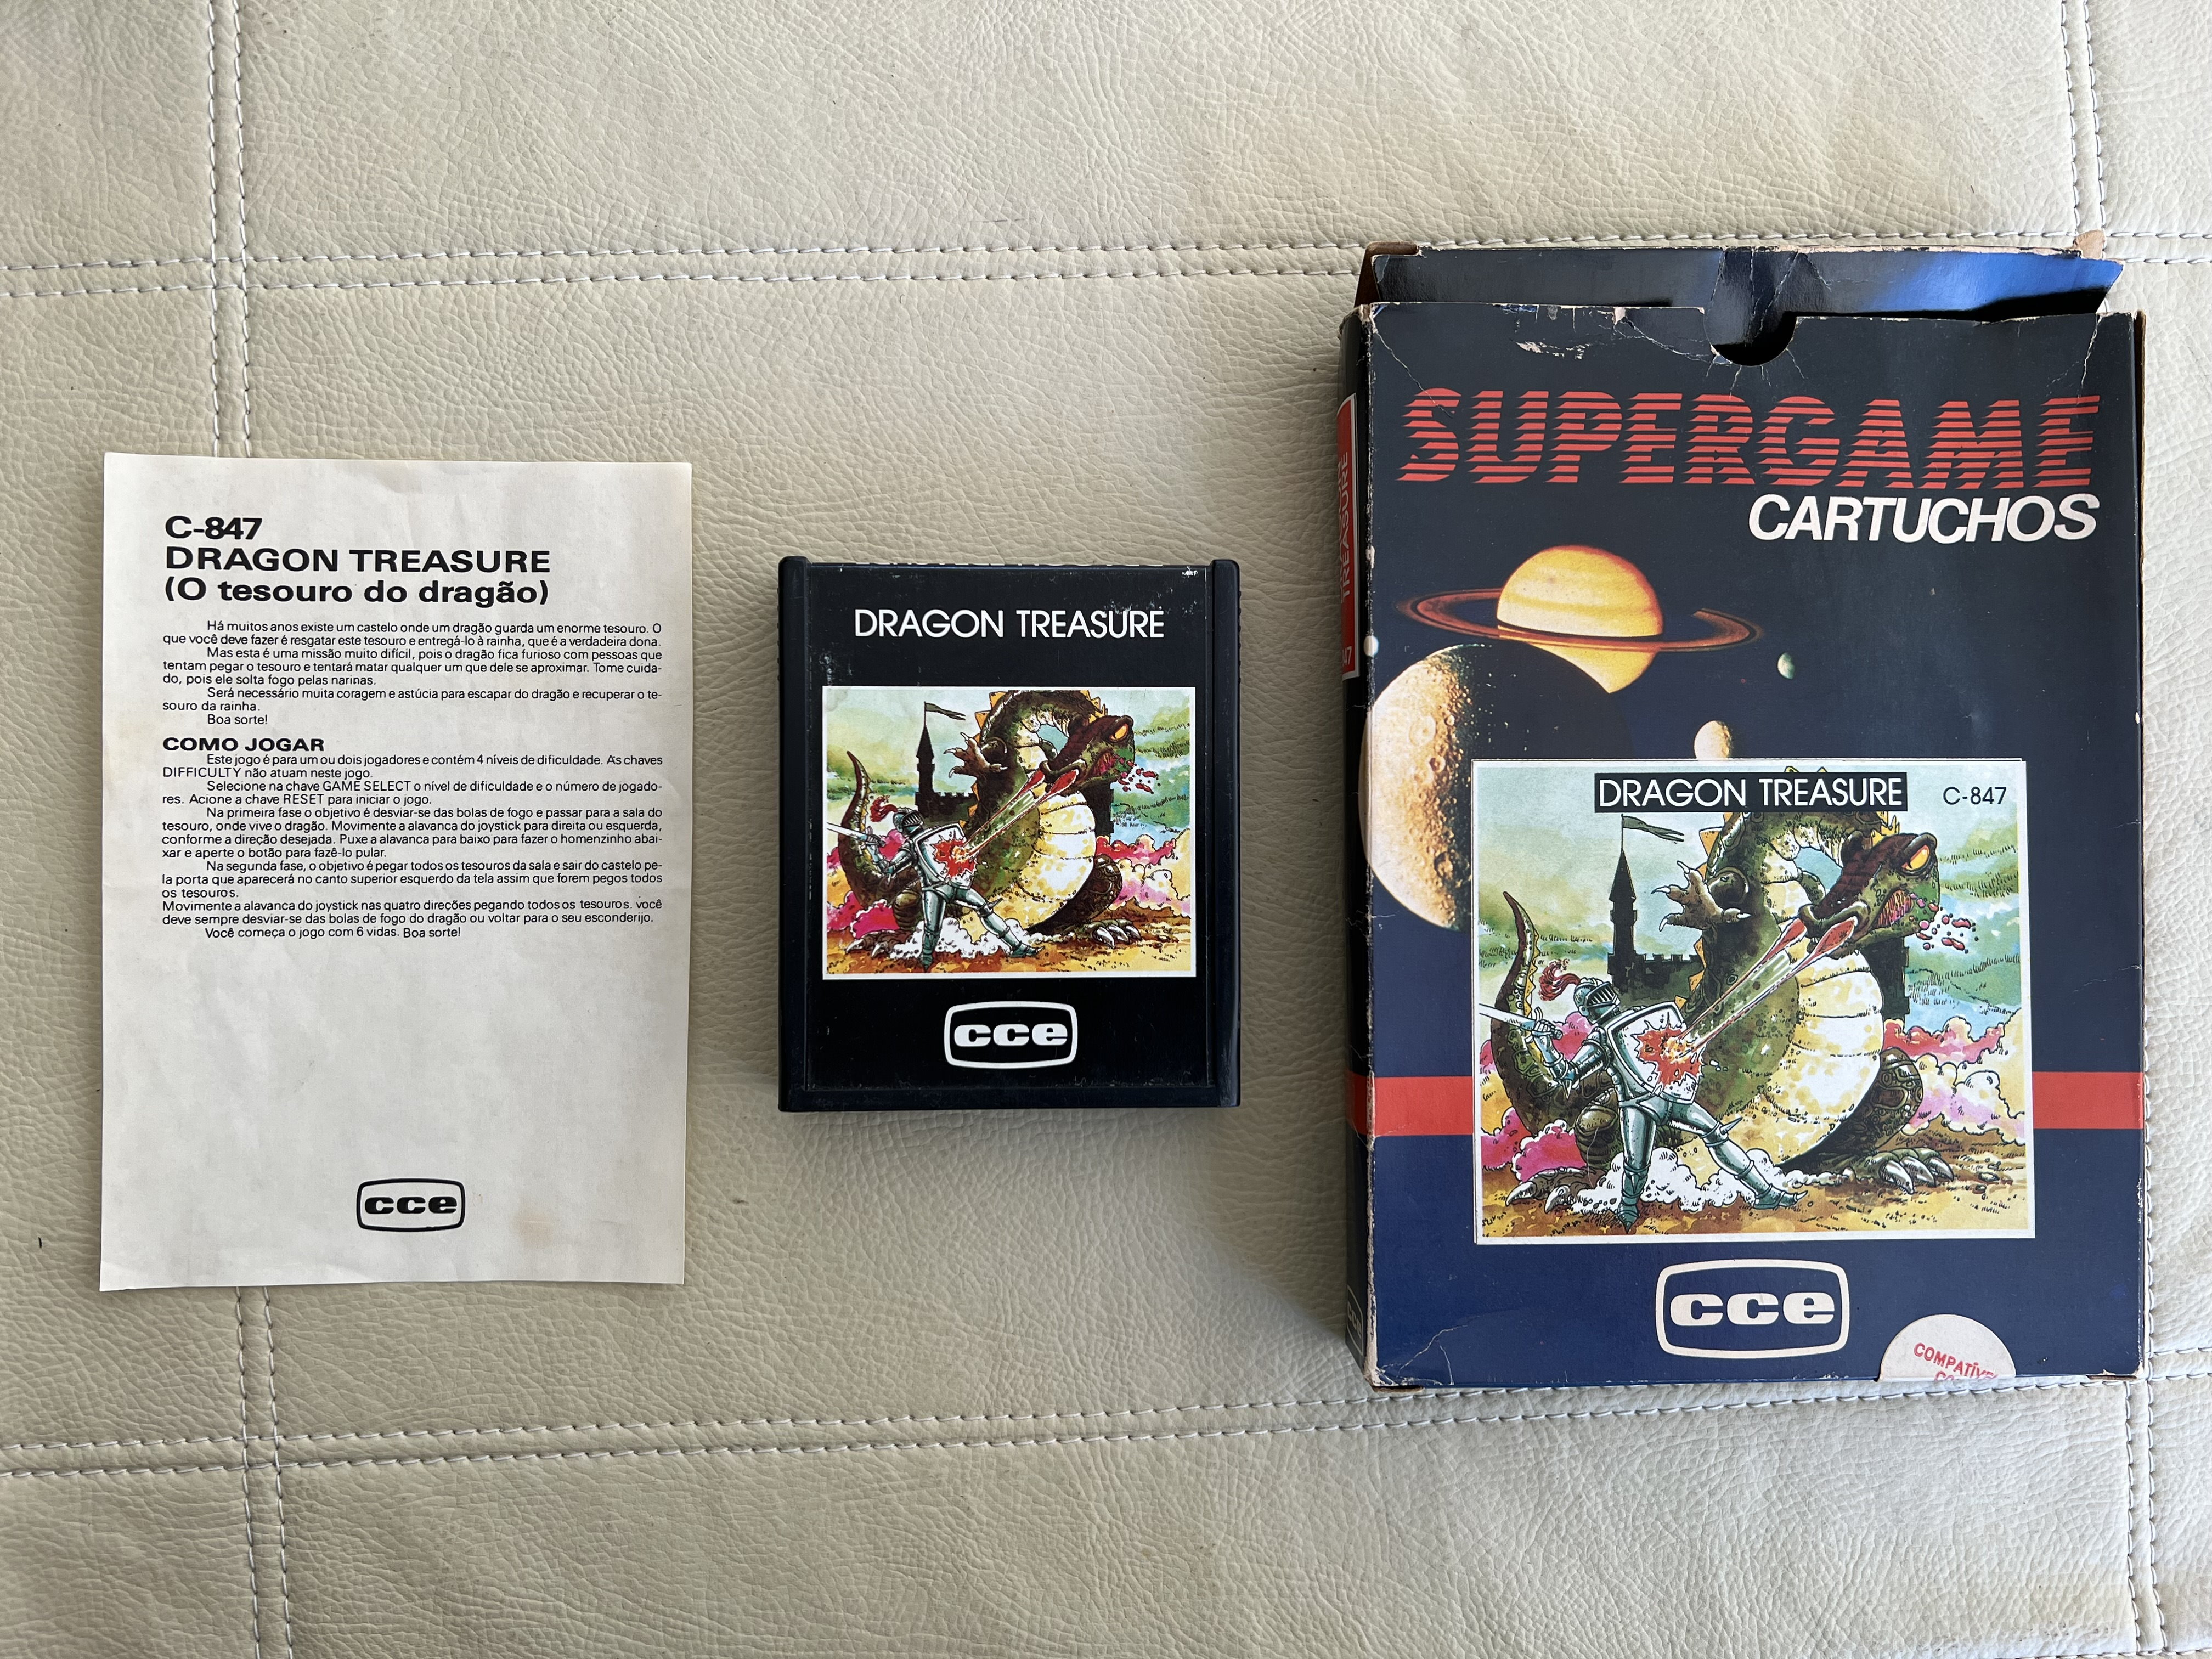 C-847
DRAGON TREASURE
(O tesouro do dragão)
Há muitos anos existe um castelo onde um dragão guarda um enorme tesouro. O
que você deve fazer é resgatar este tesouro e entregá-lo à rainha, que é a verdadeira dona.
Mas esta é uma missão muito difícil, pois o dragão fica furioso com pessoas que
tentam pegar o tesouro e tentará matar qualquer um que dele se aproximar. Tome cuida-
do, pois ele solta fogo pelas narinas.
Será necessário muita coragem e astúcia para escapar do dragão e recuperar o te-
souro da rainha.
Boa sorte!
COMO JOGAR
Este jogo é para um ou dois jogadores e contém 4 níveis de dificuldade. As chaves
DIFFICULTY não atuam neste jogo.
Selecione na chave GAME SELECT o nível de dificuldade e o número de jogado-
res. Acione a chave RESET para iniciar o jogo.
Na primeira fase o objetivo é desviar-se das bolas de fogo e passar para a sala do
tesouro, onde vive o dragão. Movimente a alavanca do joystick para direita ou esquerda,
conforme a direção desejada. Puxe a alavanca para baixo para fazer o homenzinho abai-
xar e aperte o botão para fazê-lo pular.
Na segunda fase, o objetivo é pegar todos os tesouros da sala e sair do castelo pe-
la porta que aparecerá no canto superior esquerdo da tela assim que forem pegos todos
os tesouros.
Movimente a alavanca do joystick nas quatro direções pegando todos os tesouros. você
deve sempre desviar-se das bolas de fogo do dragão ou voltar para o seu esconderijo.
Você começa o jogo com 6 vidas. Boa sorte!
cce
DRAGON TREASURE
cce
SUPERGAME
CARTUCHOS
TREASURE
47
DRAGON TREASURE C-847
cce
cce
COMPATÍVE